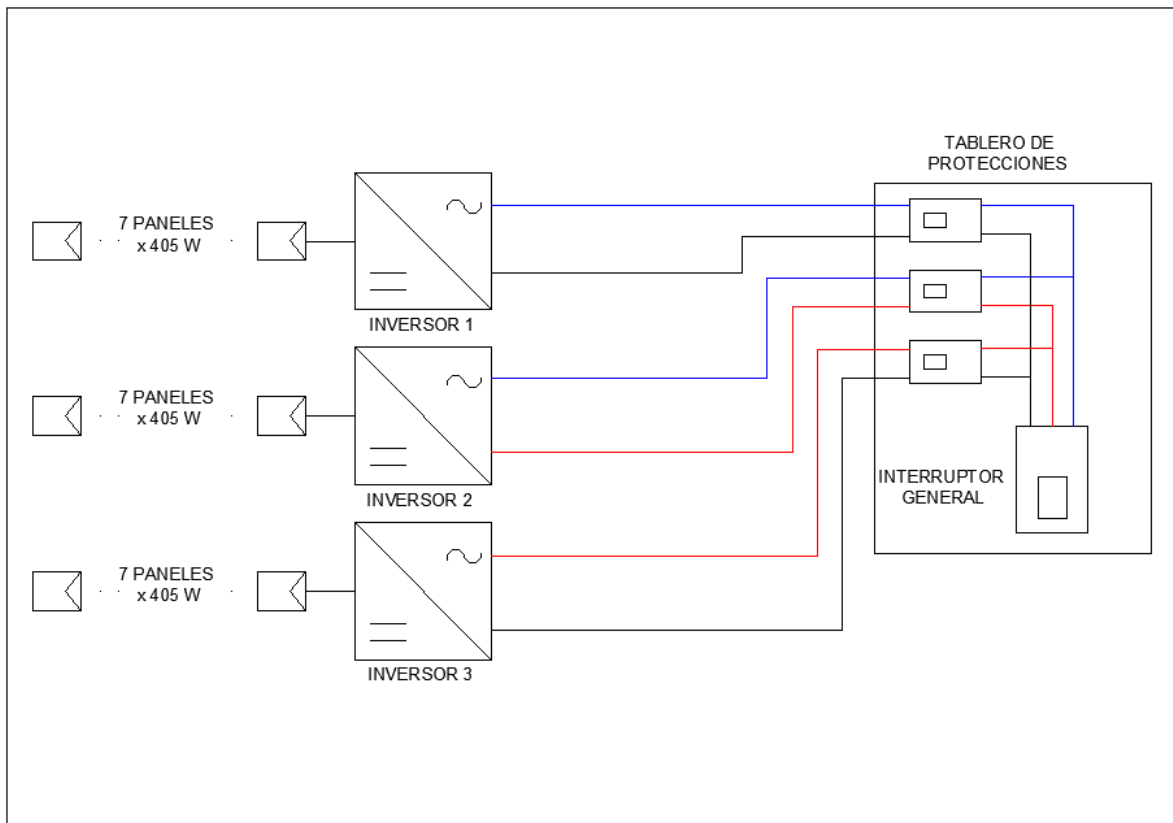 TABLERO DE
PROTECCIONES
7 PANELES
x 405 W
INVERSOR 1
7 PANELES
x 405 W
INVERSOR 2
INTERRUPTOR
GENERAL
7 PANELES
x 405 W
INVERSOR 3